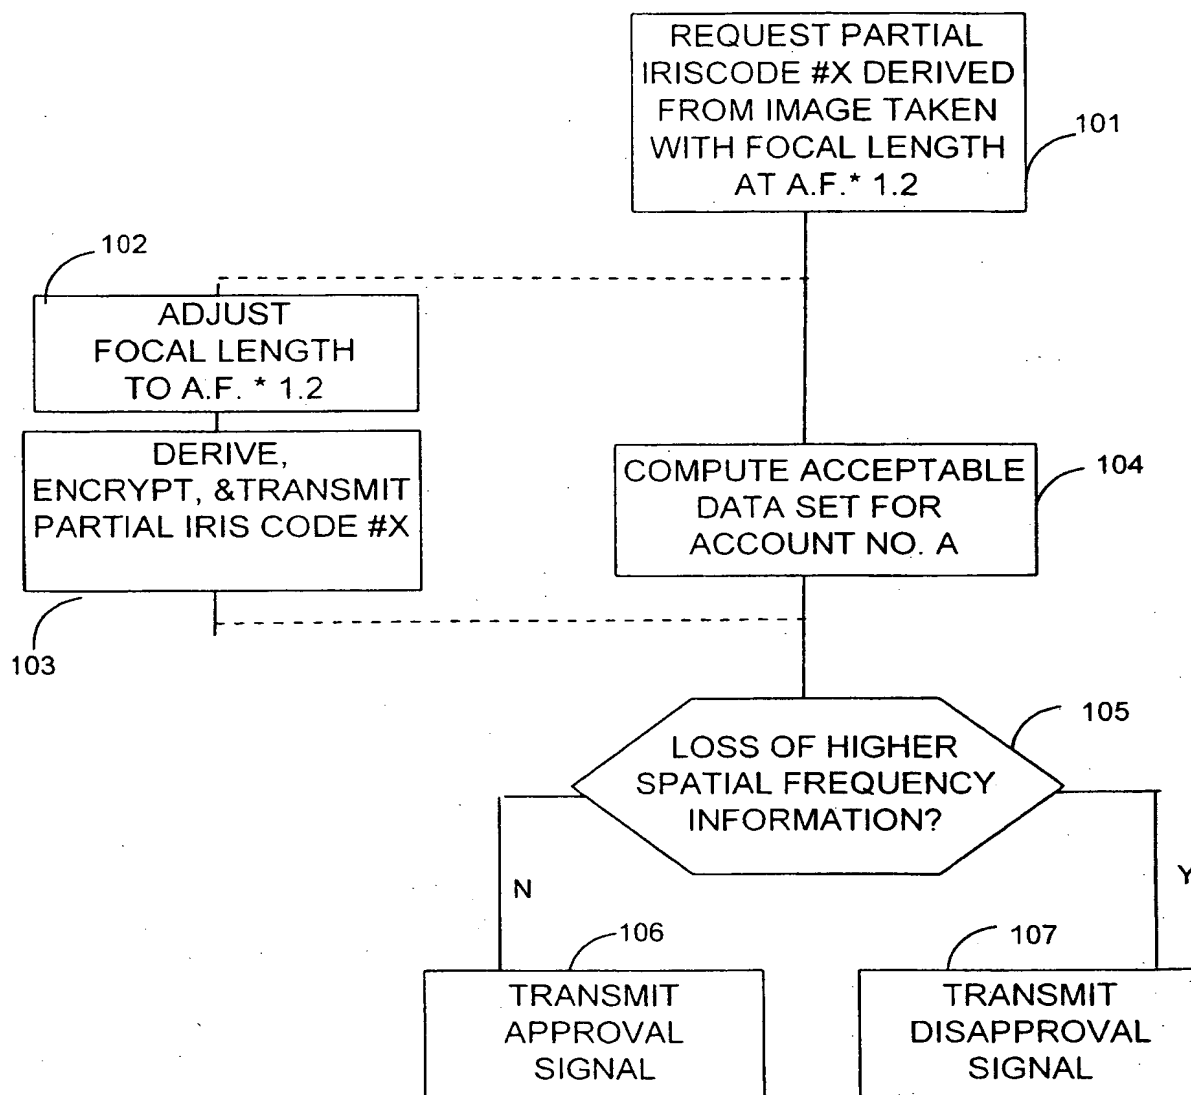 REQUEST PARTIAL
IRISCODE #X DERIVED
FROM IMAGE TAKEN
WITH FOCAL LENGTH
AT A.F.* 1.2
101
102
ADJUST
FOCAL LENGTH
TO A.F. * 1.2
DERIVE,
ENCRYPT, &TRANSMIT
PARTIAL IRIS CODE #X
103
COMPUTE ACCEPTABLE
DATA SET FOR
ACCOUNT NO. A
104
LOSS OF HIGHER
SPATIAL FREQUENCY
INFORMATION?
105
N
Y
106
TRANSMIT
APPROVAL
SIGNAL
107
TRANSMIT
DISAPPROVAL
SIGNAL